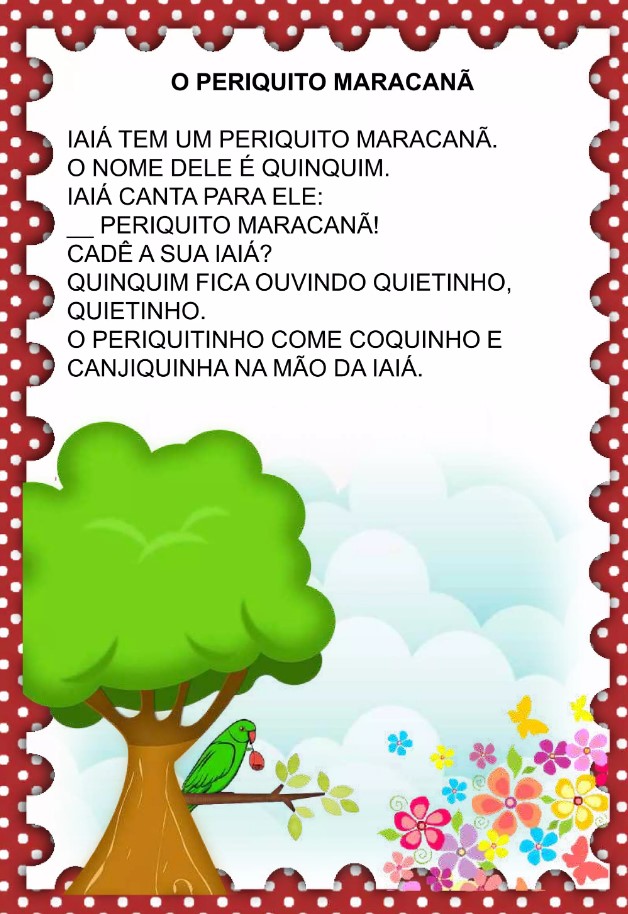 O PERIQUITO MARACANÃ
IAIÁ TEM UM PERIQUITO MARACANÃ.
O NOME DELE É QUINQUIM.
IAIÁ CANTA PARA ELE:
__ PERIQUITO MARACANÃ!
CADÊ A SUA IAIÁ?
QUINQUIM FICA OUVINDO QUIETINHO,
QUIETINHO.
O PERIQUITINHO COME COQUINHO E
CANJIQUINHA NA MÃO DA IAIÁ.